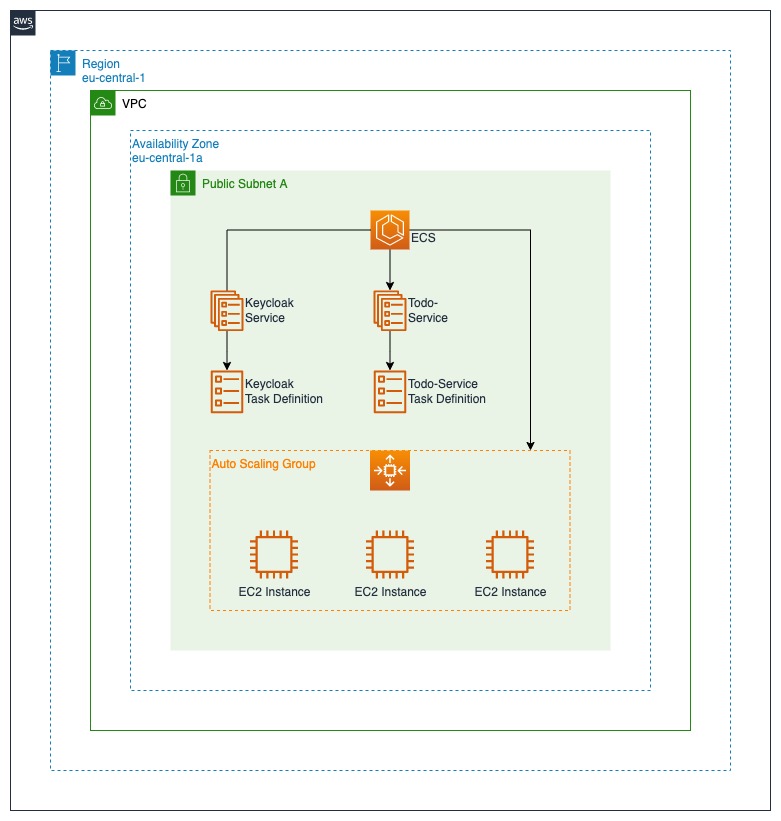 aws
Region
eu-central-1
VPC
Availability Zone
eu-central-1a
Public Subnet A
ECS
Keycloak
Service
Todo-
Service
Keycloak
Task Definition
Todo-Service
Task Definition
Auto Scaling Group
EC2 Instance
EC2 Instance
EC2 Instance